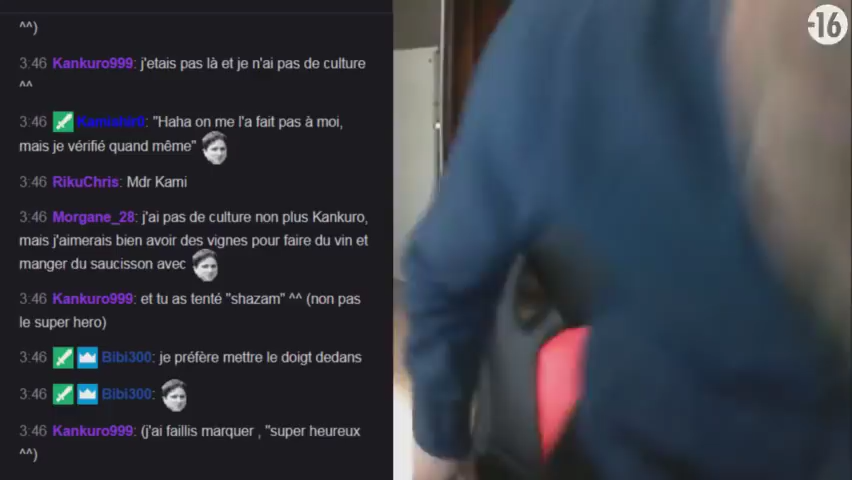 ^^)
3:46 Kankuro999: j'etais pas là et je n'ai pas de culture
^^
3:46 Kamisfdr0: "Haha on me l'a fait pas à moi,
mais je vérifié quand même"
3:46 RikuChris: Mdr Kami
3:46 Morgane_28: j'ai pas de culture non plus Kankuro,
mais j'aimerais bien avoir des vignes pour faire du vin et
manger du saucisson avec
3:46 Kankuro999: et tu as tenté "shazam" ^^ (non pas
le super hero)
3:46 Bibi300: je préfère mettre le doigt dedans
3:46 Bibi300:
3:46 Kankuro999: (j'ai faillis marquer , "super heureux
^^)
-16